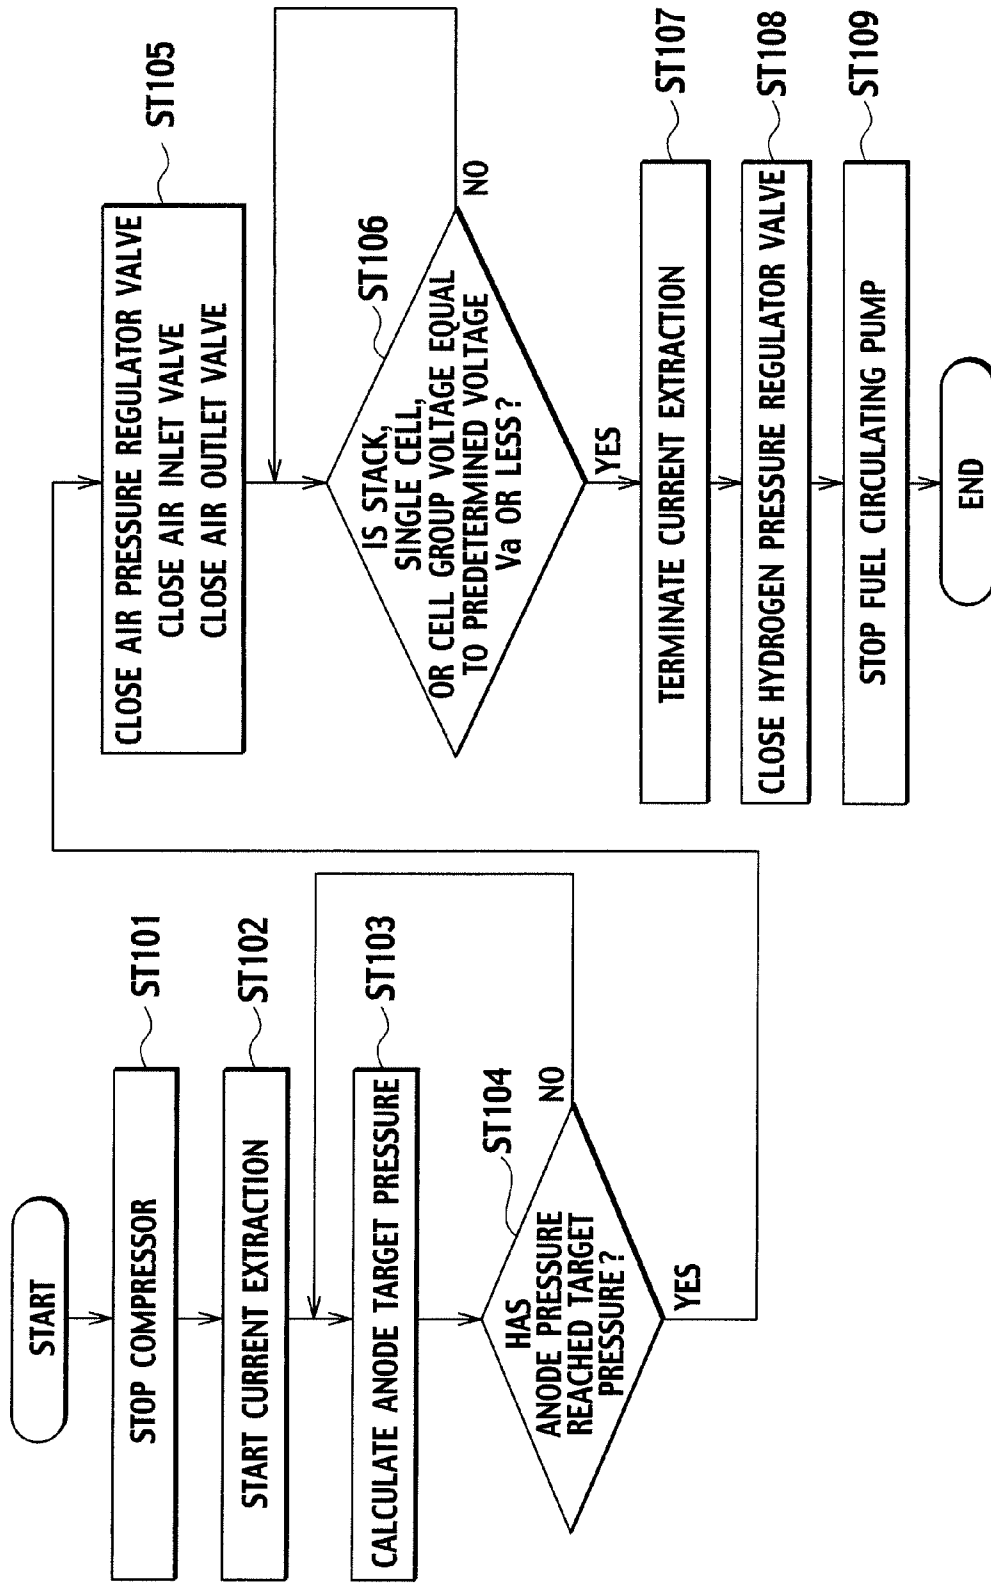 START
STOP COMPRESSOR
ST101
START CURRENT EXTRACTION
ST102
CALCULATE ANODE TARGET PRESSURE
ST103
HAS
ANODE PRESSURE
REACHED TARGET
PRESSURE?
ST104
NO
YES
CLOSE AIR PRESSURE REGULATOR VALVE
CLOSE AIR INLET VALVE
CLOSE AIR OUTLET VALVE
ST105
IS STACK,
SINGLE CELL,
OR CELL GROUP VOLTAGE EQUAL
TO PREDETERMINED VOLTAGE
Va OR LESS?
ST106
NO
YES
TERMINATE CURRENT EXTRACTION
ST107
CLOSE HYDROGEN PRESSURE REGULATOR VALVE
ST108
STOP FUEL CIRCULATING PUMP
ST109
END